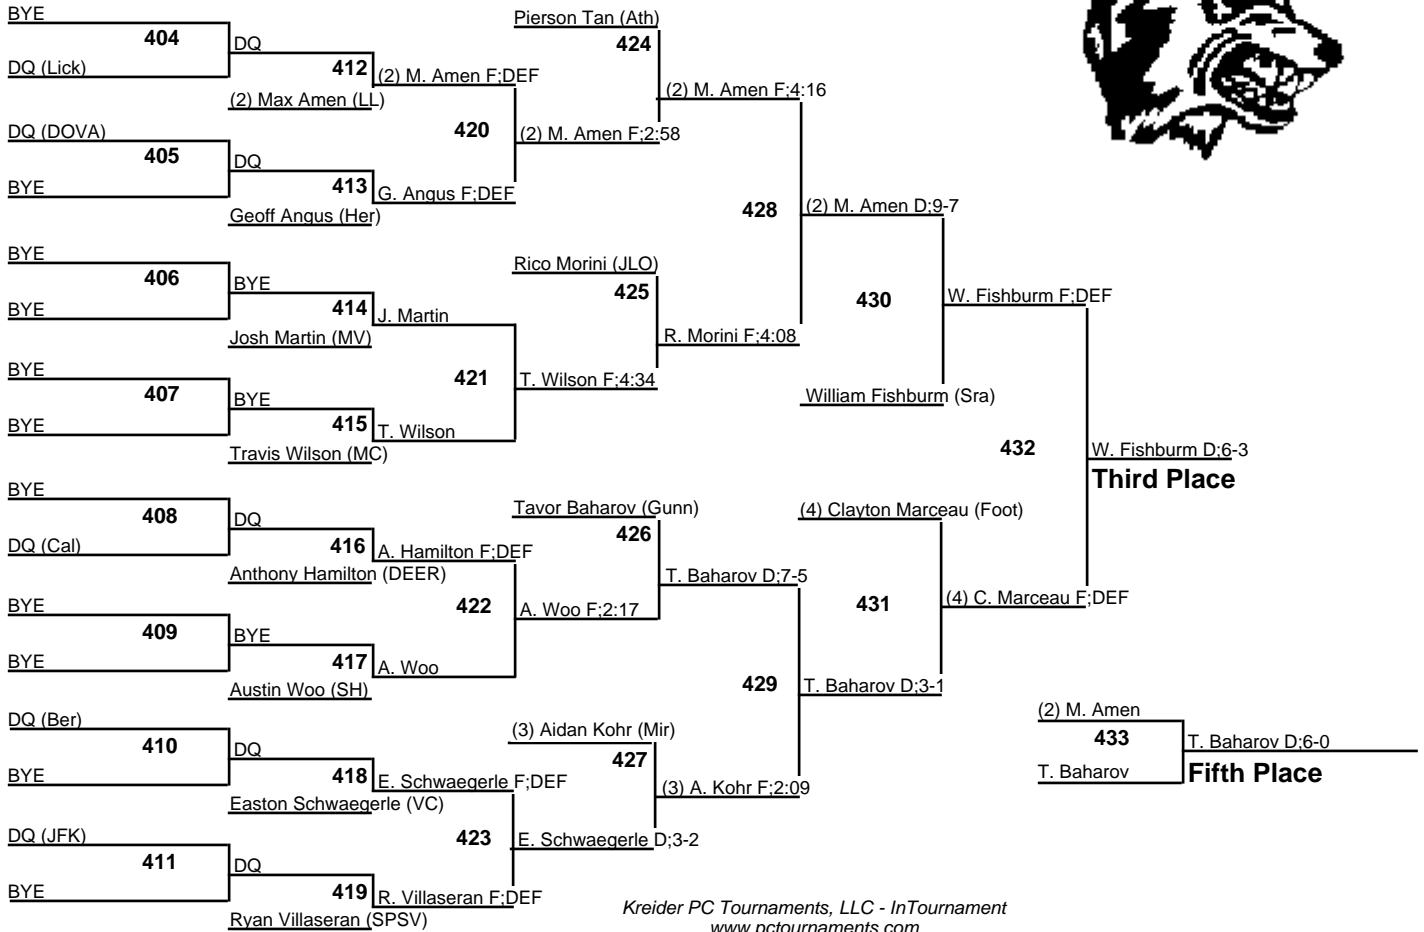 BYE
404
DQ (Lick)
DQ
412
(2) Max Amen (LL)
(2) M. Amen F;DEF
DQ (DOVA)
405
BYE
DQ
413
Geoff Angus (Her)
G. Angus F;DEF
420
(2) M. Amen F;2:58
Pierson Tan (Ath)
424
(2) M. Amen F;4:16
BYE
406
BYE
BYE
414
Josh Martin (MV)
J. Martin
BYE
407
BYE
BYE
415
Travis Wilson (MC)
T. Wilson
421
T. Wilson F;4:34
Rico Morini (JLO)
425
R. Morini F;4:08
428
(2) M. Amen D;9-7
430
William Fishburm (Sra)
W. Fishburm F;DEF
BYE
408
DQ (Cal)
DQ
416
Anthony Hamilton (DEER)
A. Hamilton F;DEF
BYE
409
BYE
BYE
417
Austin Woo (SH)
A. Woo
422
A. Woo F;2:17
Tavor Baharov (Gunn)
426
T. Baharov D;7-5
DQ (Ber)
410
BYE
DQ
418
Easton Schwaegerle (VC)
E. Schwaegerle F;DEF
DQ (JFK)
411
BYE
DQ
419
Ryan Villaseran (SPSV)
R. Villaseran F;DEF
423
E. Schwaegerle D;3-2
(3) Aidan Kohr (Mir)
427
(3) A. Kohr F;2:09
429
T. Baharov D;3-1
(4) Clayton Marceau (Foot)
431
(4) C. Marceau F;DEF
432
W. Fishburm D;6-3
Third Place
(2) M. Amen
433
T. Baharov
T. Baharov D;6-0
Fifth Place
Kreider PC Tournaments, LLC - InTournament
www.pctournaments.com